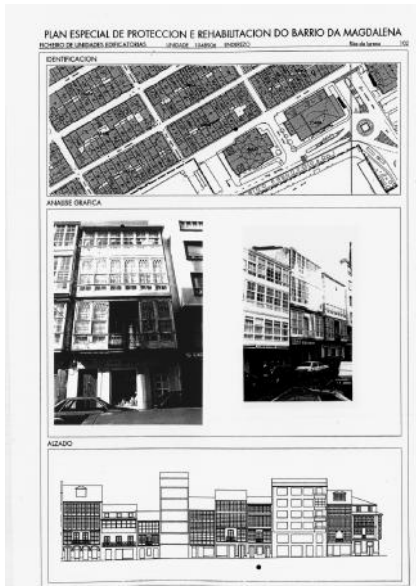 PLAN ESPECIAL DE PROTECCION E REHABILITACION DO BARRIO DA MAGDALENA
FICHEIRO DE UNIDADES EDIFICATORIAS UNIDADE ENDEREZO 102
IDENTIFICACION
ANALISE GRAFICA
ALZADO